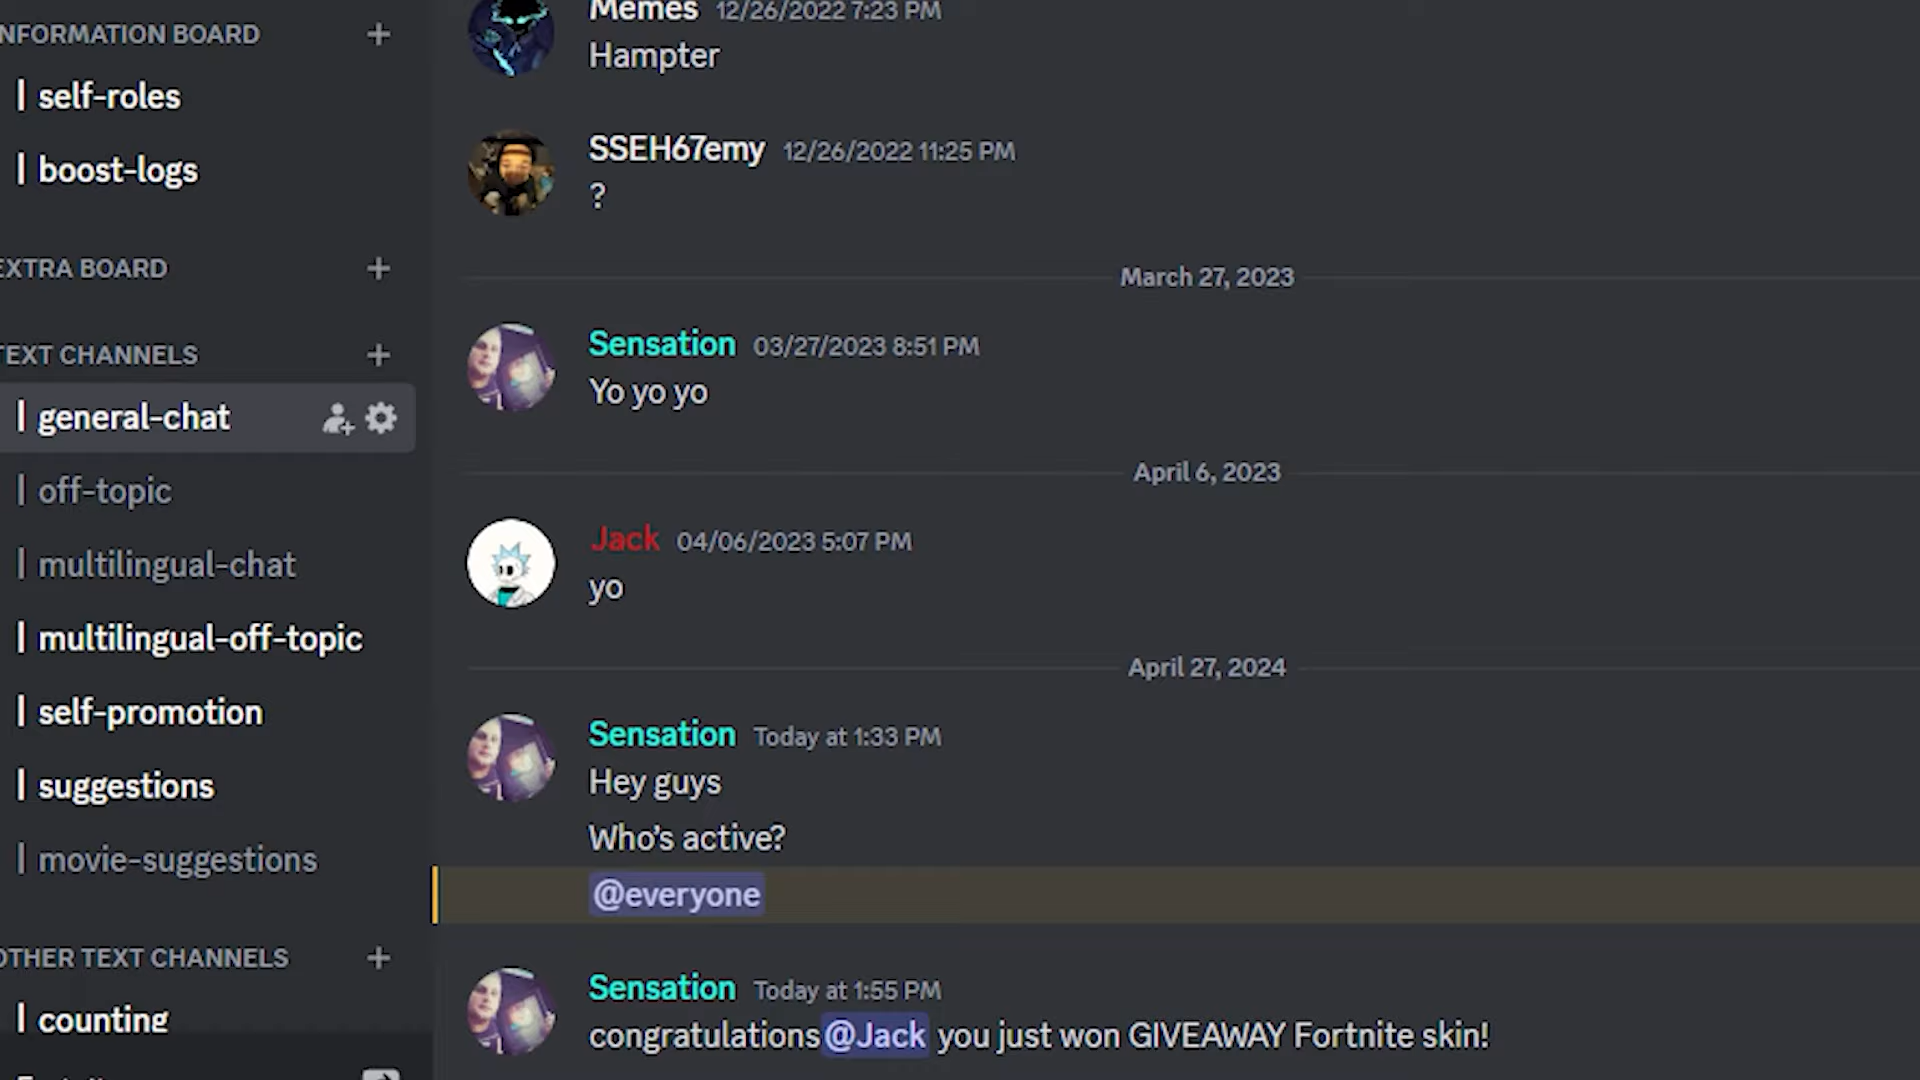 NFORMATION BOARD
self-roles
boost-logs
EXTRA BOARD
TEXT CHANNELS
general-chat
off-topic
multilingual-chat
multilingual-off-topic
self-promotion
suggestions
movie-suggestions
OTHER TEXT CHANNELS
counting
Memes 12/26/2022 7:23 PM
Hampter
SSEH67emy 12/26/2022 11:25 PM
?
March 27, 2023
Sensation 03/27/2023 8:51 PM
Yo yo yo
April 6, 2023
Jack 04/06/2023 5:07 PM
yo
April 27, 2024
Sensation Today at 1:33 PM
Hey guys
Who's active?
@everyone
Sensation Today at 1:55 PM
congratulations @Jack you just won GIVEAWAY Fortnite skin!